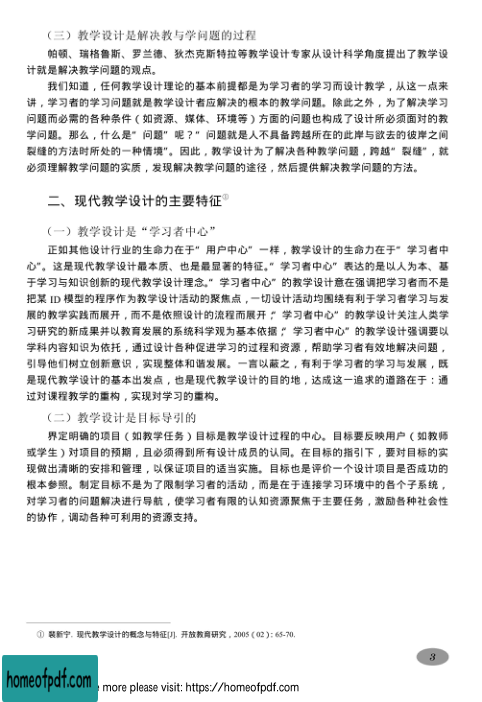 （三）教学设计是解决教与学问题的过程
帕顿、瑞格鲁斯、罗兰德、狄杰克斯特拉等教学设计专家从设计科学角度提出了教学设
计就是解决教学问题的观点。
我们知道，任何教学设计理论的基本前提都是为学习者的学习而设计教学，从这一点来
讲，学习者的学习问题就是教学设计者应解决的根本的教学问题。除此之外，为了解决学习
问题而必需的各种条件（如资源、媒体、环境等）方面的问题也构成了设计所必须面对的教
学问题。那么，什么是”问题”呢？”问题就是人不具备跨越所在的此岸与欲去的彼岸之间
裂缝的方法时所处的一种情境”。因此，教学设计为了解决各种教学问题，跨越”裂缝”，就
必须理解教学问题的实质，发现解决教学问题的途径，然后提供解决教学问题的方法。
二、现代教学设计的主要特征①
（一）教学设计是“学习者中心”
正如其他设计行业的生命力在于”用户中心”一样，教学设计的生命力在于”学习者中
心”。这是现代教学设计最本质、也是最显著的特征。”学习者中心”表达的是以人为本、基
于学习与知识创新的现代教学设计理念。”学习者中心”的教学设计意在强调把学习者而不是
把某 ID 模型的程序作为教学设计活动的聚焦点，一切设计活动均围绕有利于学习者学习与发
展的教学实践而展开，而不是依照设计的流程而展开；”学习者中心”的教学设计关注人类学
习研究的新成果并以教育发展的系统科学观为基本依据；”学习者中心”的教学设计强调要以
学科内容知识为依托，通过设计各种促进学习的过程和资源，帮助学习者有效地解决问题，
引导他们树立创新意识，实现整体和谐发展。一言以蔽之，有利于学习者的学习与发展，既
是现代教学设计的基本出发点，也是现代教学设计的目的地，达成这一追求的道路在于：通
过对课程教学的重构，实现对学习的重构。
（二）教学设计是目标导引的
界定明确的项目（如教学任务）目标是教学设计过程的中心。目标要反映用户（如教师
或学生）对项目的预期，且必须得到所有设计成员的认同。在目标的指引下，要对目标的实
现做出清晰的安排和管理，以保证项目的适当实施。目标也是评价一个设计项目是否成功的
根本参照。制定目标不是为了限制学习者的活动，而是在于连接学习环境中的各个子系统，
对学习者的问题解决进行导航，使学习者有限的认知资源聚焦于主要任务，激励各种社会性
的协作，调动各种可利用的资源支持。
① 裴新宁. 现代教学设计的概念与特征[J]. 开放教育研究，2005（02）：65-70.
3
homeofpdf.com
e more please visit: https://homeofpdf.com